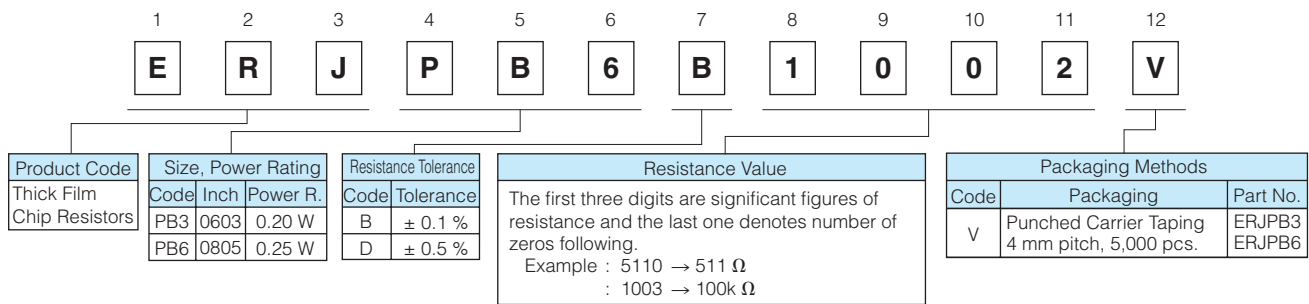 1 2 3 4 5 6 7 8 9 10 11 12
E R J P B 6 B 1 0 0 2 V
Product Code
Thick Film
Chip Resistors
Size, Power Rating
Code Inch Power R.
PB3 0603 0.20 W
PB6 0805 0.25 W
Resistance Tolerance
Code Tolerance
B ± 0.1 %
D ± 0.5 %
Resistance Value
The first three digits are significant figures of
resistance and the last one denotes number of
zeros following.
Example : 5110 → 511 Ω
: 1003 → 100k Ω
Packaging Methods
Code Packaging Part No.
V Punched Carrier Taping
4 mm pitch, 5,000 pcs.
ERJPB3
ERJPB6